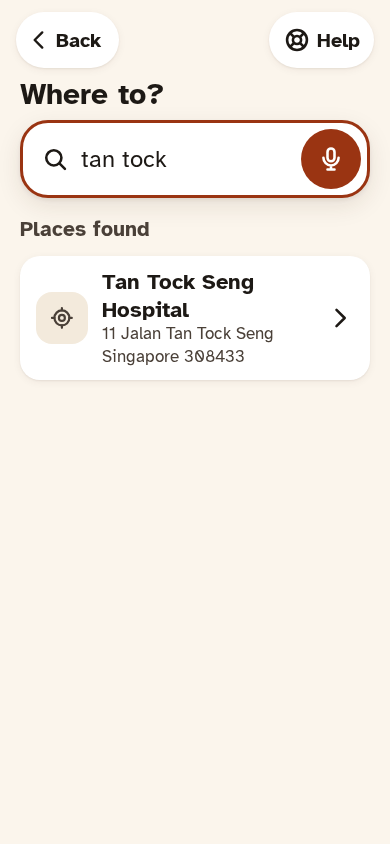 Back
Help
Where to?
tan tock
Places found
Tan Tock Seng
Hospital
11 Jalan Tan Tock Seng
Singapore 308433